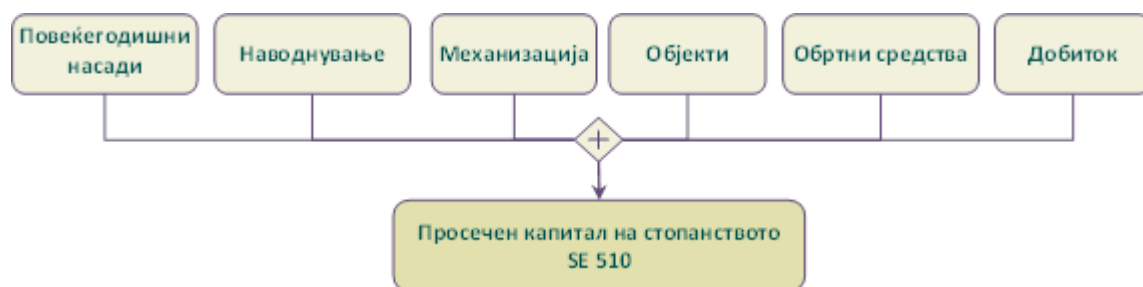 Повеќегодишни
насади
Наводнување
Механизација
Објекти
Обртни средства
Добиток
Просечен капитал на стопанството
SE 510